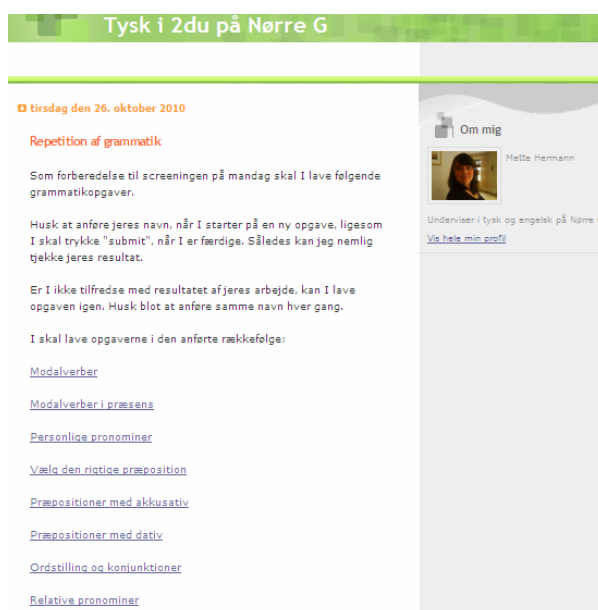 Tysk i 2du på Nørre G
tirsdag den 26. oktober 2010
Repetition af grammatik
Som forberedelse til screeningen på mandag skal I lave følgende
grammatikopgaver.
Husk at anføre jeres navn, når I starter på en ny opgave, ligesom
I skal trykke "submit", når I er færdige. Således kan jeg nemlig
tjekke jeres resultat.
Er I ikke tilfredse med resultatet af jeres arbejde, kan I lave
opgaven igen. Husk blot at anføre samme navn hver gang.
I skal lave opgaverne i den anførte rækkefølge:
Modalverber
Modalverber i præsens
Personlige pronominer
Vælg den rigtige præposition
Præpositioner med akkusativ
Præpositioner med dativ
Ordstilling og konjunktioner
Relative pronominer
Om mig
Mette Hermann
Underviser i tysk og engelsk på Nørre
Vis hele min profil